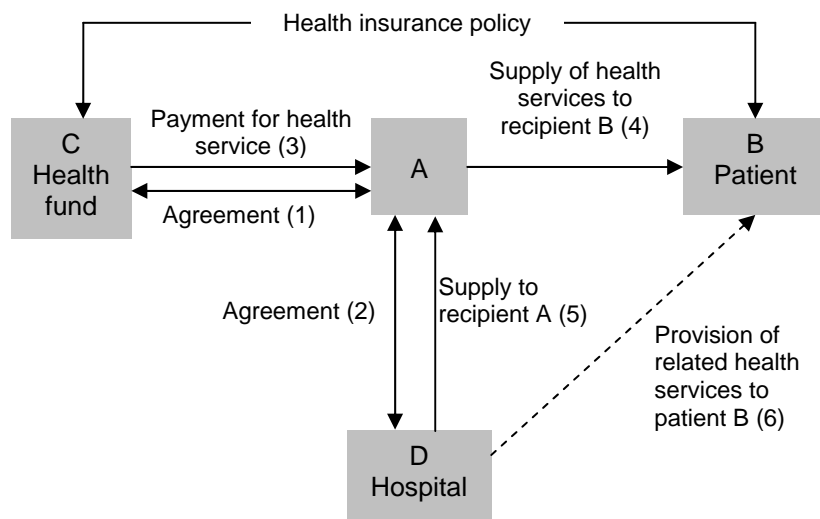 Health insurance policy
Supply of health
services to
recipient B (4)
Payment for health
service (3)
C
Health
fund
A
B
Patient
Agreement (1)
Agreement (2)
Supply to
recipient A (5)
Provision of
related health
services to
patient B (6)
D
Hospital